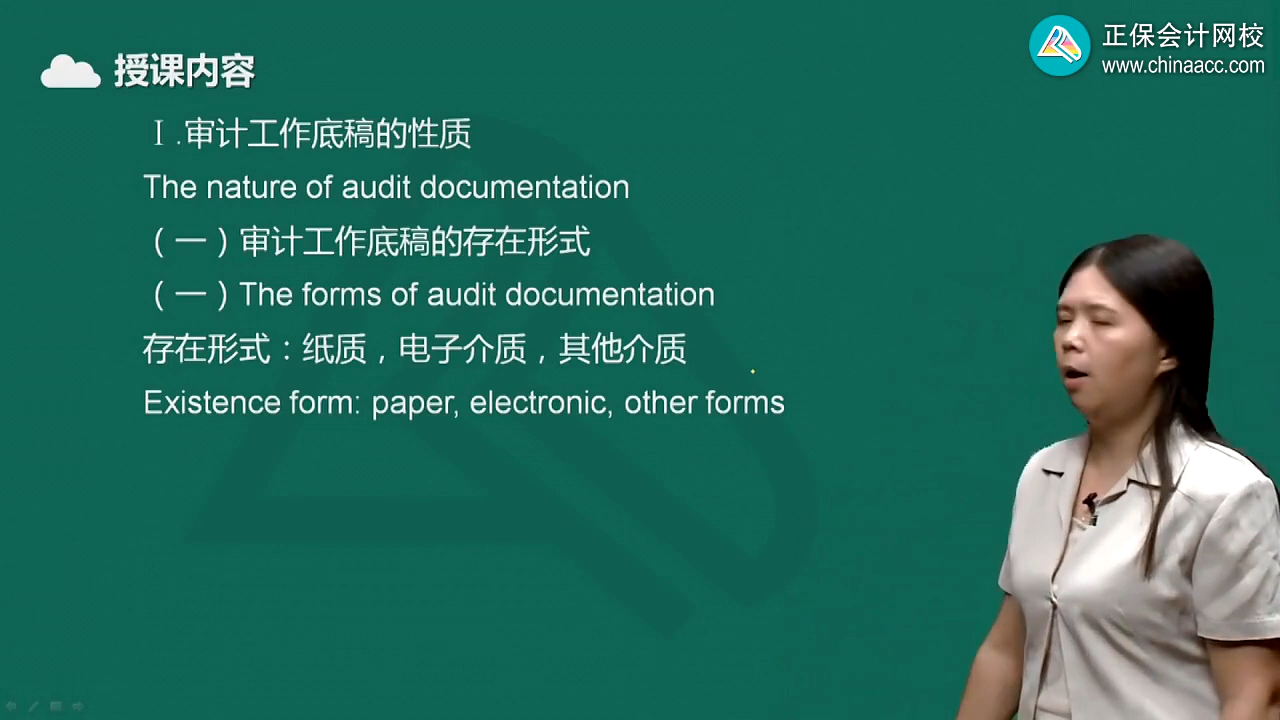 正保会计网校
www.chinaacc.com
授课内容
Ⅰ.审计工作底稿的性质
The nature of audit documentation
（一）审计工作底稿的存在形式
（一）The forms of audit documentation
存在形式：纸质，电子介质，其他介质
Existence form: paper, electronic, other forms